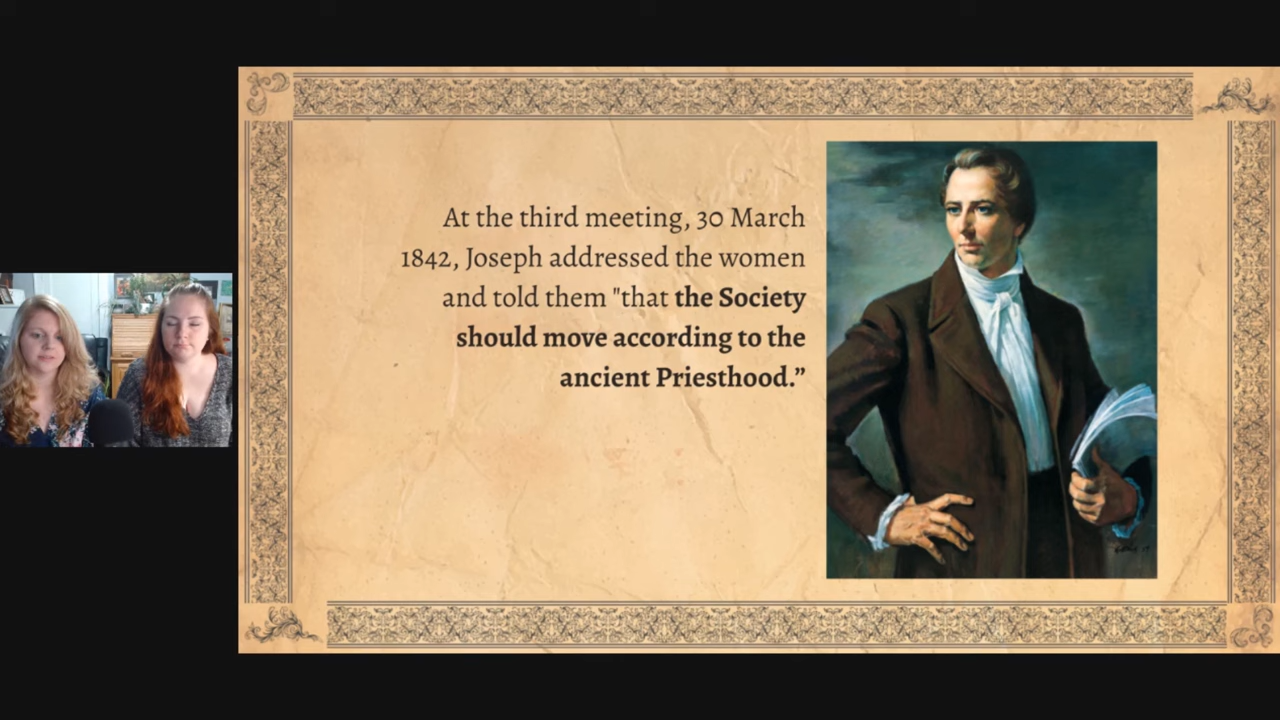 At the third meeting, 30 March
1842, Joseph addressed the women
and told them "that the Society
should move according to the
ancient Priesthood.”